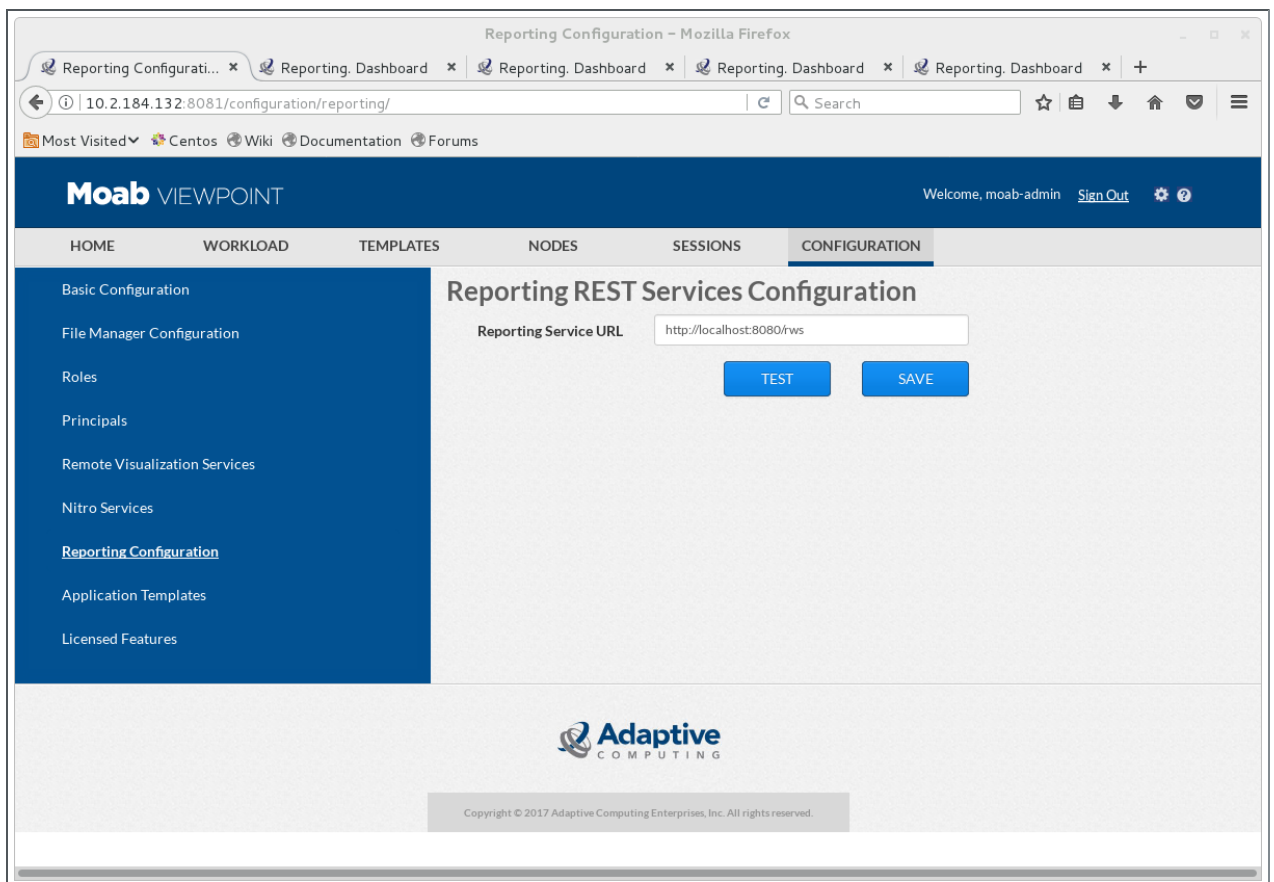 Reporting Configuration - Mozilla Firefox
Reporting Configurati... × Reporting. Dashboard × Reporting. Dashboard × Reporting. Dashboard × Reporting. Dashboard × +
10.2.184.132:8081/configuration/reporting/ Search
Most Visited Centos Wiki Documentation Forums
Moab VIEWPOINT Welcome, moab-admin Sign Out
HOME WORKLOAD TEMPLATES NODES SESSIONS CONFIGURATION
Basic Configuration
File Manager Configuration
Roles
Principals
Remote Visualization Services
Nitro Services
Reporting Configuration
Application Templates
Licensed Features
Reporting REST Services Configuration
Reporting Service URL http://localhost:8080/rws
TEST SAVE
Adaptive
COMPUTING
Copyright © 2017 Adaptive Computing Enterprises, Inc. All rights reserved.